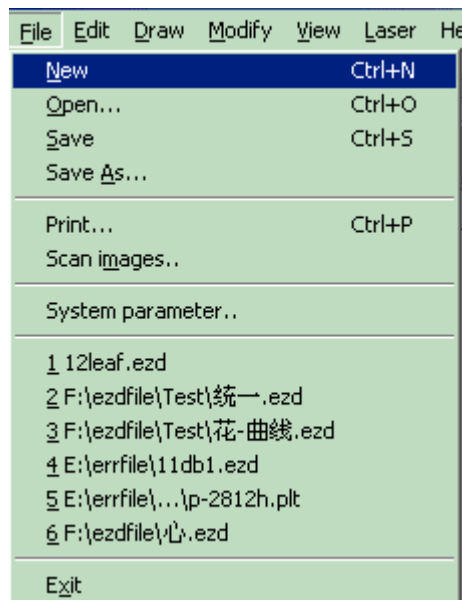 File Edit Draw Modify View Laser He
New Ctrl+N
Open... Ctrl+O
Save Ctrl+S
Save As...
Print... Ctrl+P
Scan images..
System parameter..
1 12leaf.ezd
2 F:\ezdfile\Test\统一.ezd
3 F:\ezdfile\Test\花-曲线.ezd
4 E:\errfile\11db1.ezd
5 E:\errfile\...\p-2812h.plt
6 F:\ezdfile\心.ezd
Exit